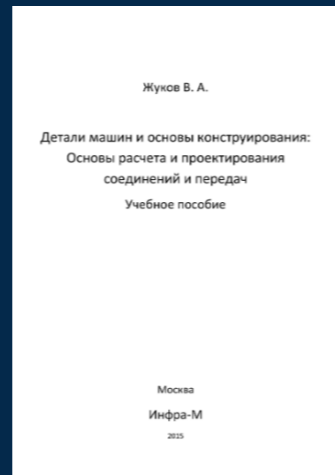 Жуков В. А.
Детали машин и основы конструирования:
Основы расчета и проектирования
соединений и передач
Учебное пособие
Москва
Инфра-М
2015